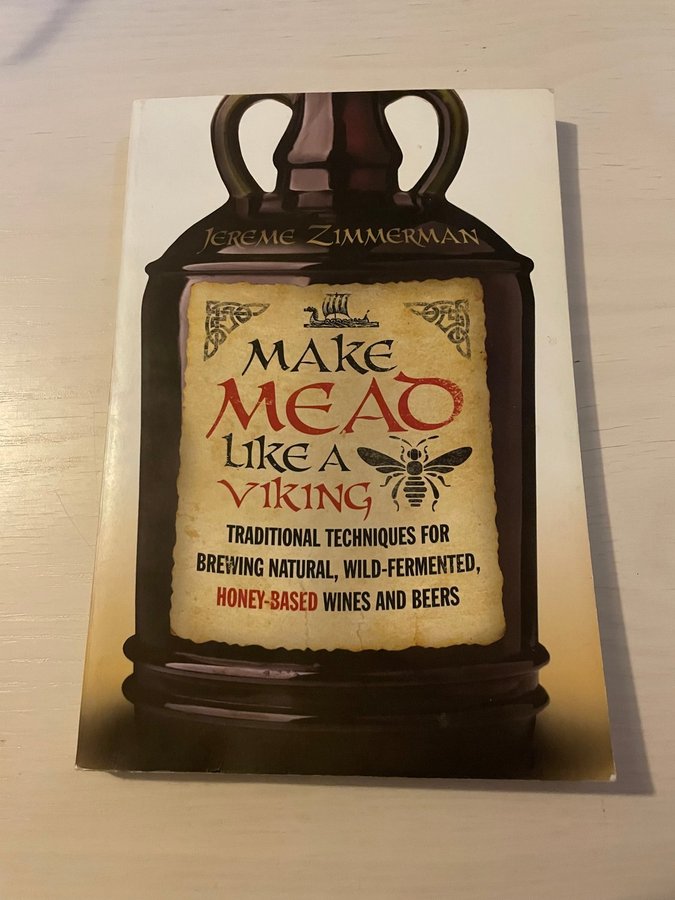 JEREME ZIMMERMAN
MAKE
MEAD
LIKE A
VIKING
TRADITIONAL TECHNIQUES FOR
BREWING NATURAL, WILD-FERMENTED,
HONEY-BASED WINES AND BEERS